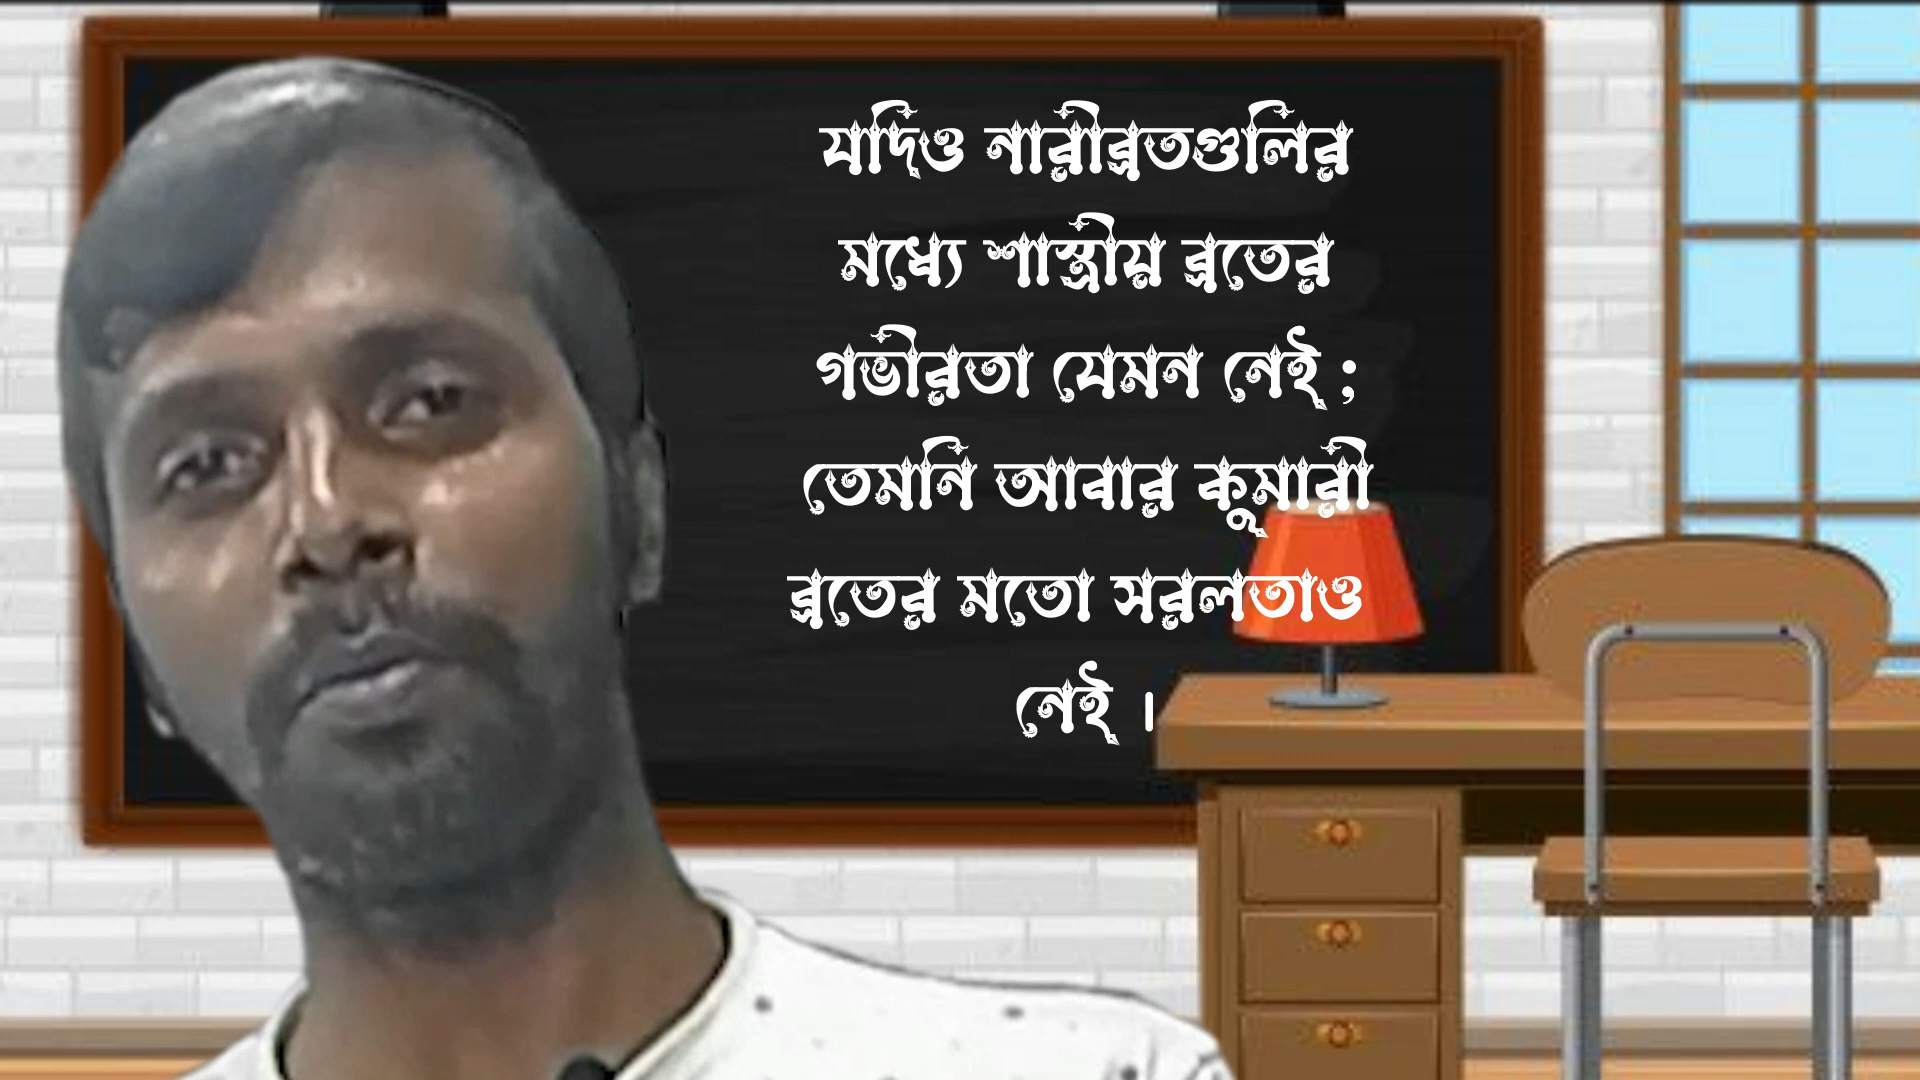 যদিও নারীব্রতগুলির
মধ্যে শাস্ত্রীয় ব্রতের
গভীরতা যেমন নেই ;
তেমনি আবার কুমারী
ব্রতের মতো সরলতাও
নেই ।